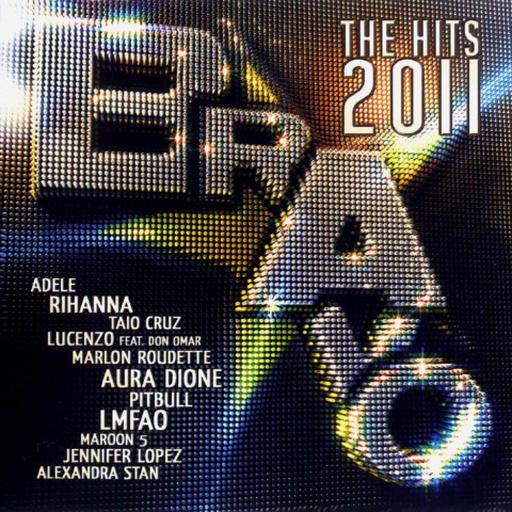 THE HITS
2011
BRAVO
ADELE
RIHANNA
TAIO CRUZ
LUCENZO FEAT. DON OMAR
MARLON ROUDETTE
AURA DIONE
PITBULL
LMFAO
MAROON 5
JENNIFER LOPEZ
ALEXANDRA STAN